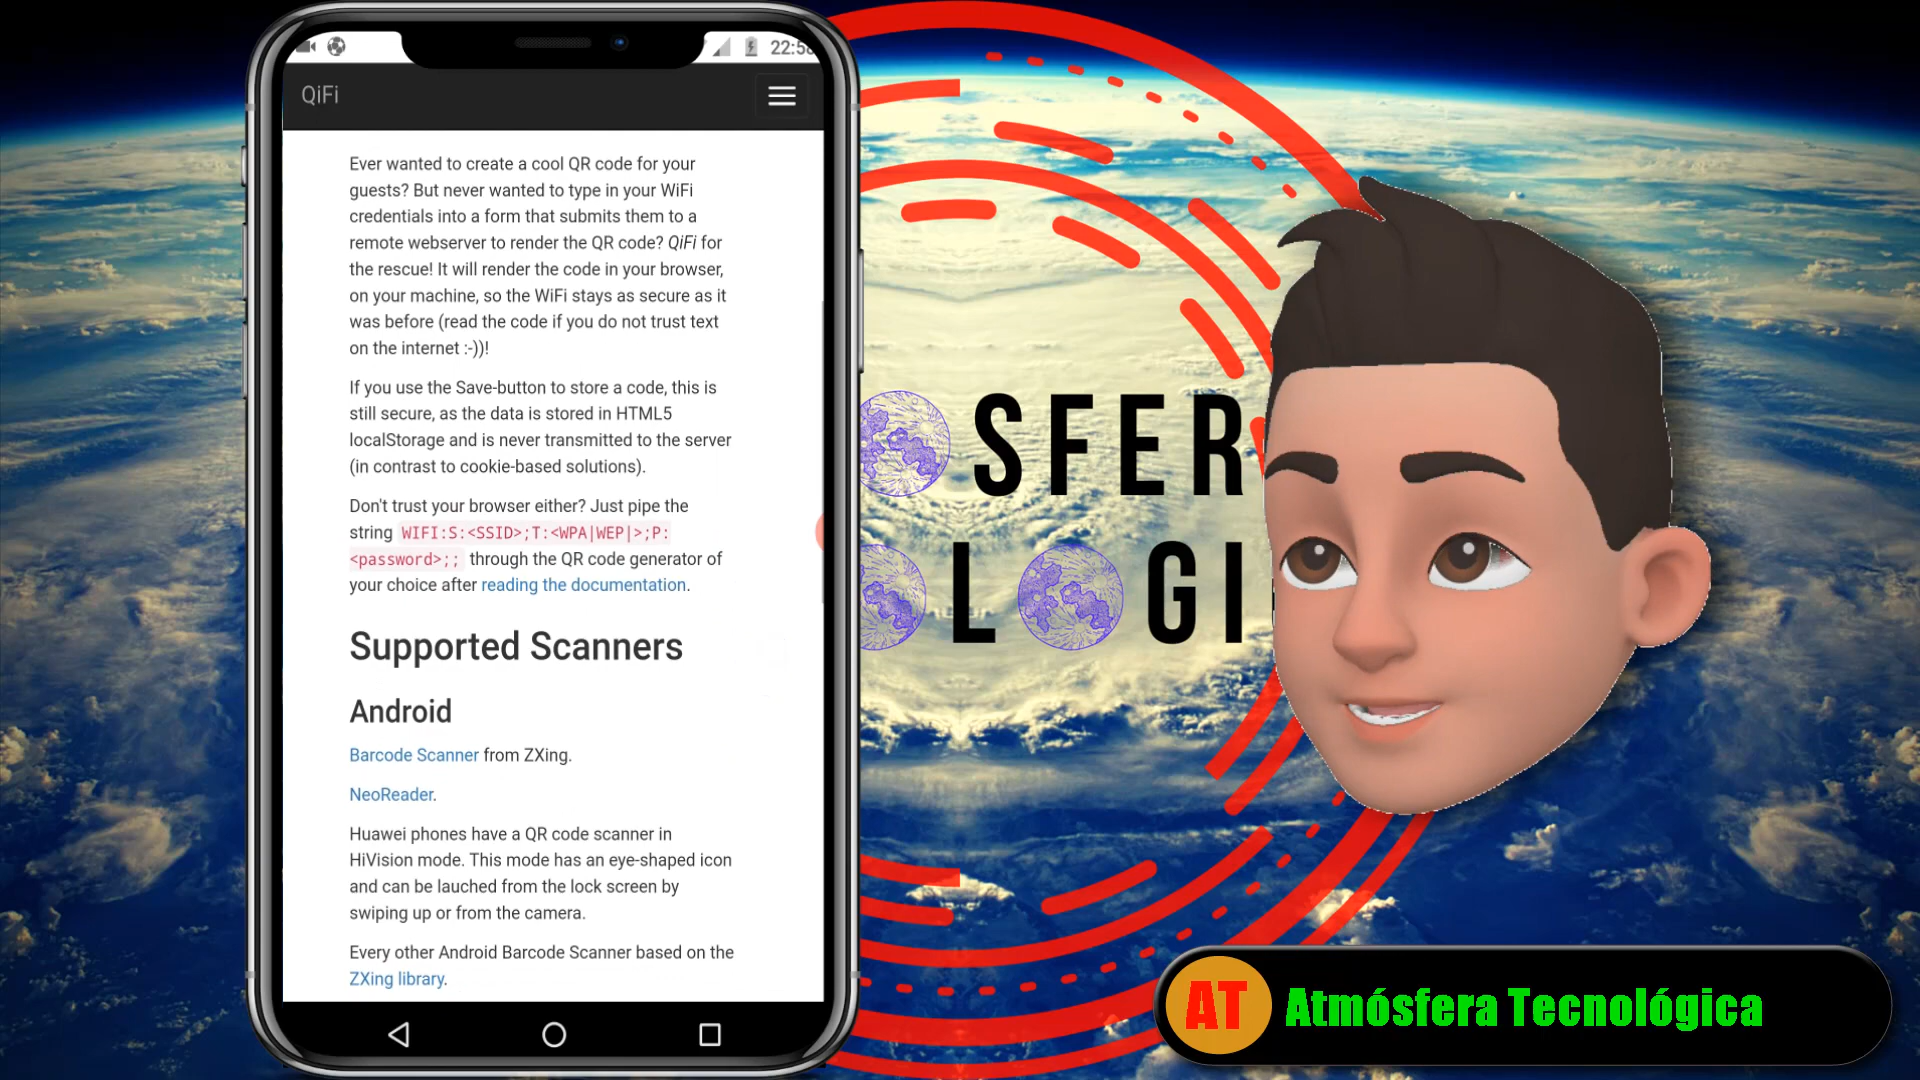 22:58
QiFi
Ever wanted to create a cool QR code for your
guests? But never wanted to type in your WiFi
credentials into a form that submits them to a
remote webserver to render the QR code? QiFi for
the rescue! It will render the code in your browser,
on your machine, so the WiFi stays as secure as it
was before (read the code if you do not trust text
on the internet :-))!
If you use the Save-button to store a code, this is
still secure, as the data is stored in HTML5
localStorage and is never transmitted to the server
(in contrast to cookie-based solutions).
Don't trust your browser either? Just pipe the
string WIFI:S:<SSID>;T:<WPA|WEP|>;P:
<password>;; through the QR code generator of
your choice after reading the documentation.
Supported Scanners
Android
Barcode Scanner from ZXing.
NeoReader.
Huawei phones have a QR code scanner in
HiVision mode. This mode has an eye-shaped icon
and can be lauched from the lock screen by
swiping up or from the camera.
Every other Android Barcode Scanner based on the
ZXing library.
SFER
L GI
AT Atmósfera Tecnológica